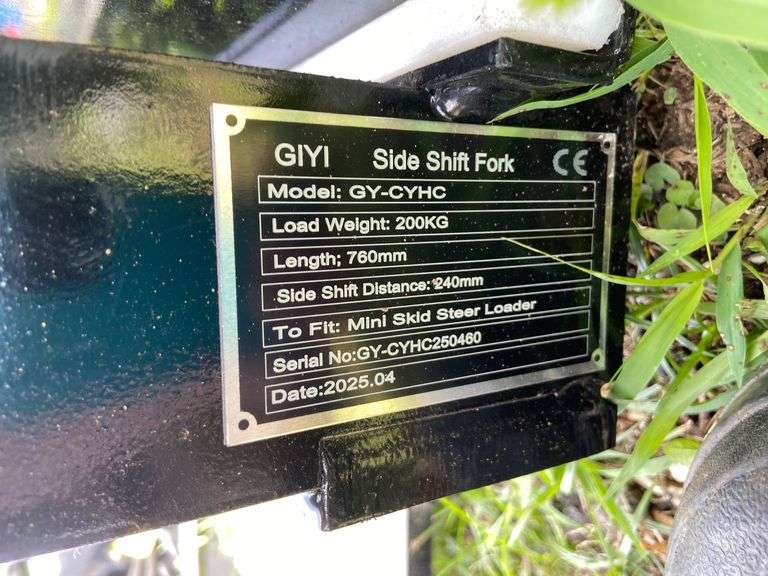 GIYI Side Shift Fork CE
Model: GY-CYHC
Load Weight: 200KG
Length; 760mm
Side Shift Distance: 240mm
To Fit: Mini Skid Steer Loader
Serial No:GY-CYHC250460
Date:2025.04